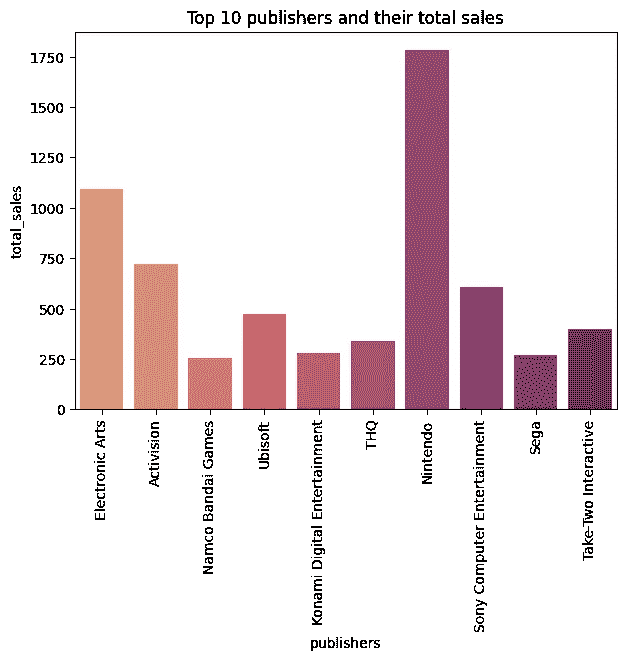 Top 10 publishers and their total sales
total_sales
1750
1500
1250
1000
750
500
250
0
Electronic Arts
Activision
Namco Bandai Games
Ubisoft
Konami Digital Entertainment
THQ
Nintendo
Sony Computer Entertainment
Sega
Take-Two Interactive
publishers